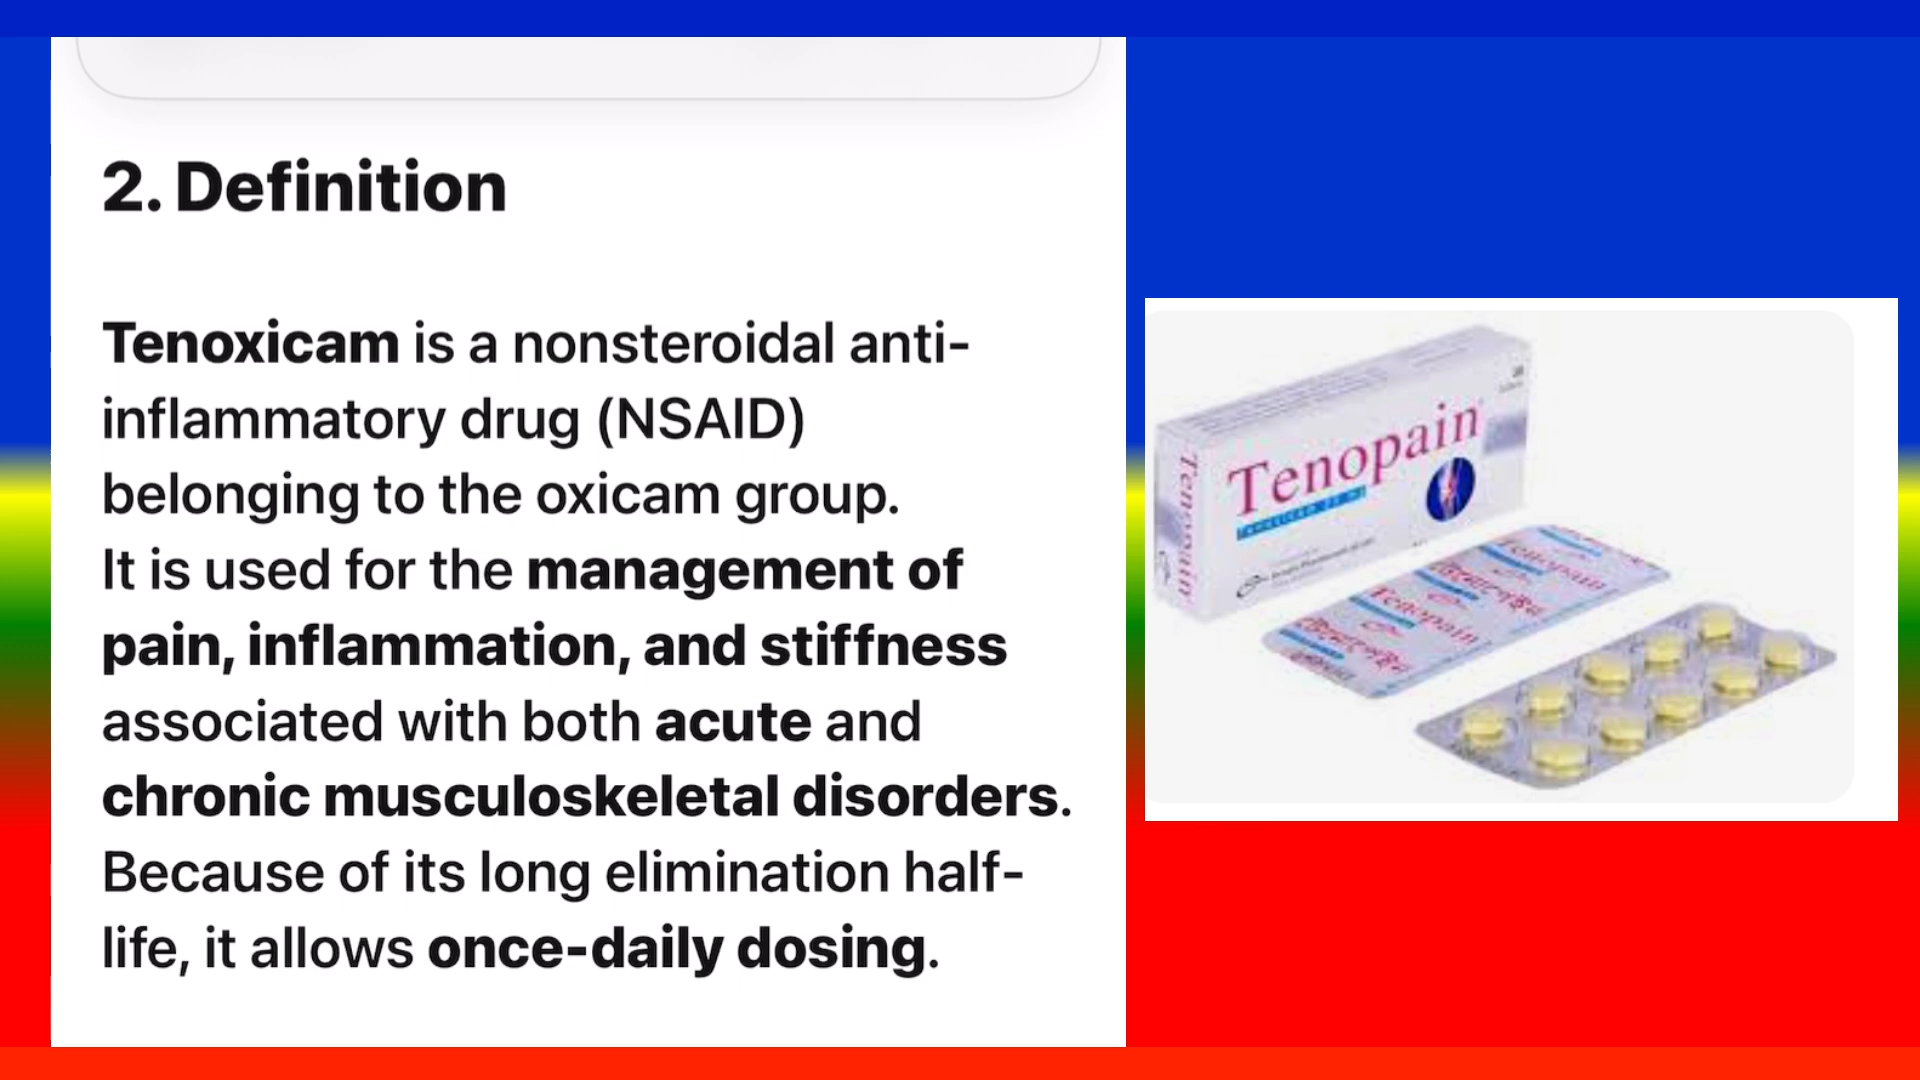 2. Definition
Tenoxicam is a nonsteroidal anti-
inflammatory drug (NSAID)
belonging to the oxicam group.
It is used for the management of
pain, inflammation, and stiffness
associated with both acute and
chronic musculoskeletal disorders.
Because of its long elimination half-
life, it allows once-daily dosing.
Tenopain
Tenopain
Tenopain
Tenopain